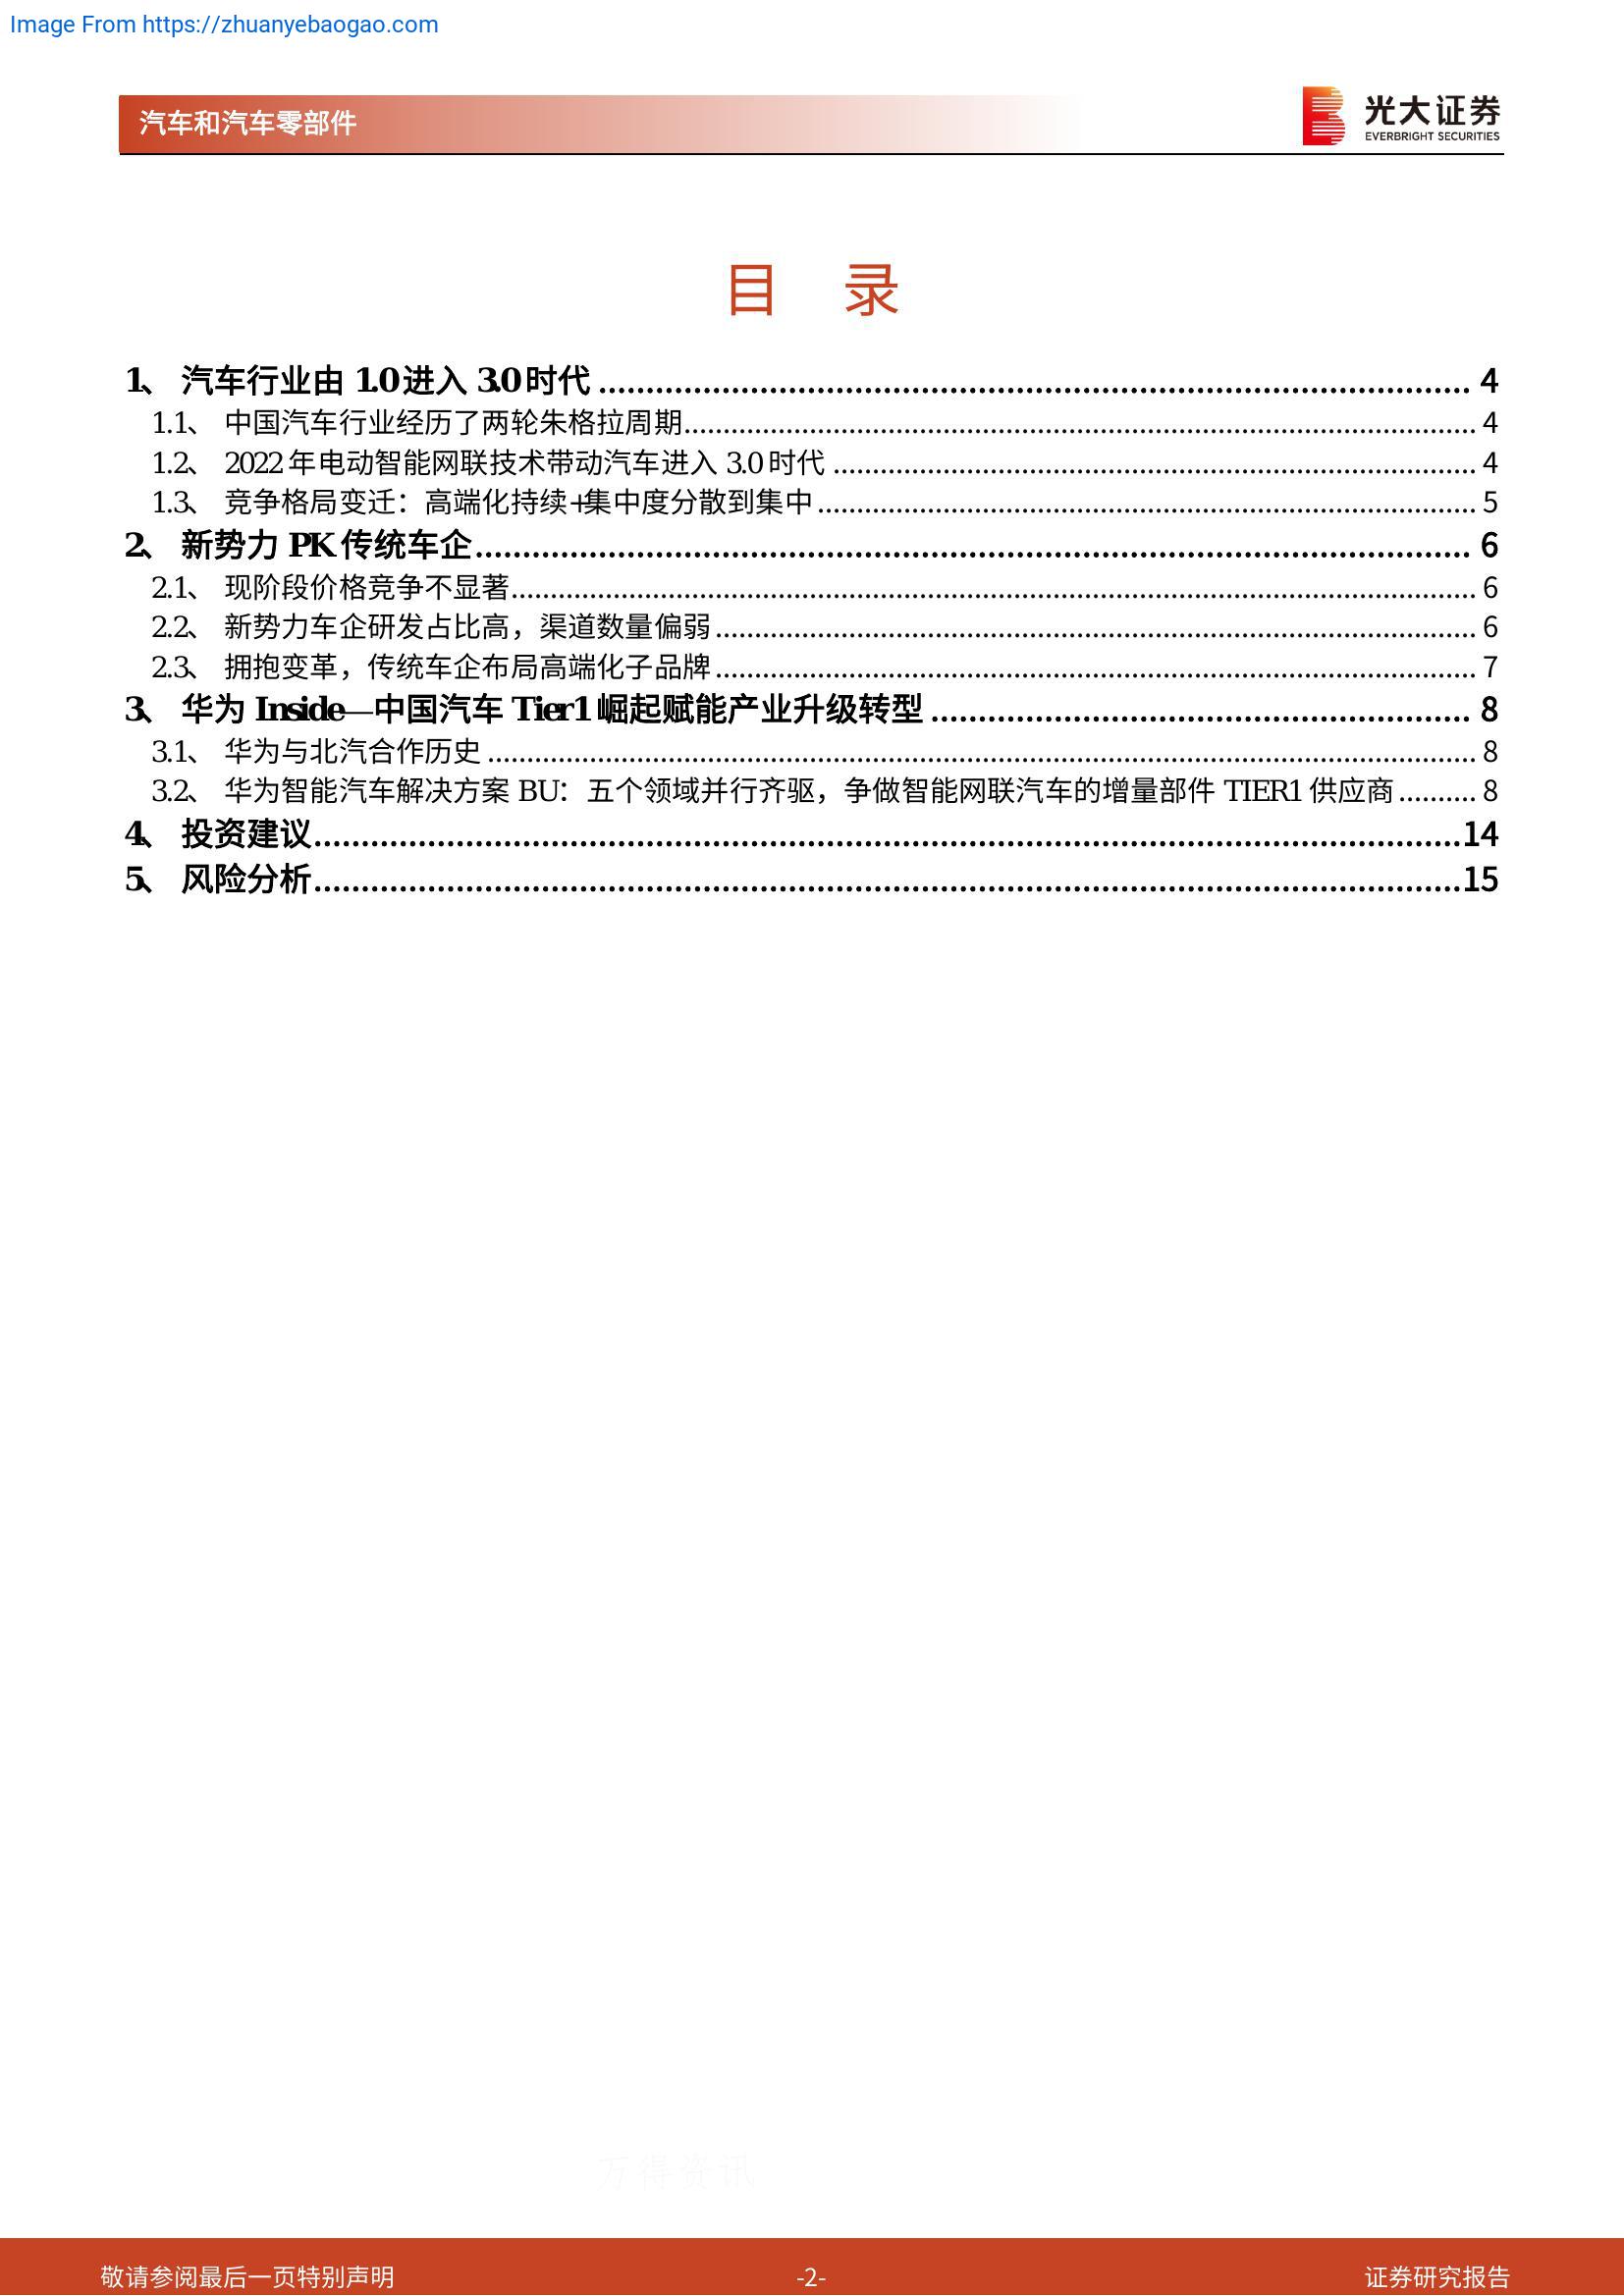 Image From https://zhuanyebaogao.com
汽车和汽车零部件
光大证券
EVERBRIGHT SECURITIES
目 录
1、 汽车行业由 1.0 进入 3.0 时代 ........................ 4
1.1、 中国汽车行业经历了两轮朱格拉周期........................ 4
1.2、 2022 年电动智能网联技术带动汽车进入 3.0 时代 ........................ 4
1.3、 竞争格局变迁：高端化持续+集中度分散到集中 ........................ 5
2、 新势力 PK 传统车企........................ 6
2.1、 现阶段价格竞争不显著........................ 6
2.2、 新势力车企研发占比高，渠道数量偏弱 ........................ 6
2.3、 拥抱变革，传统车企布局高端化子品牌 ........................ 7
3、 华为 Inside—中国汽车 Tier1 崛起赋能产业升级转型 ........................ 8
3.1、 华为与北汽合作历史 ........................ 8
3.2、 华为智能汽车解决方案 BU：五个领域并行齐驱，争做智能网联汽车的增量部件 TIER1 供应商 .......... 8
4、 投资建议........................14
5、 风险分析........................15
万得资讯
敬请参阅最后一页特别声明 -2- 证券研究报告